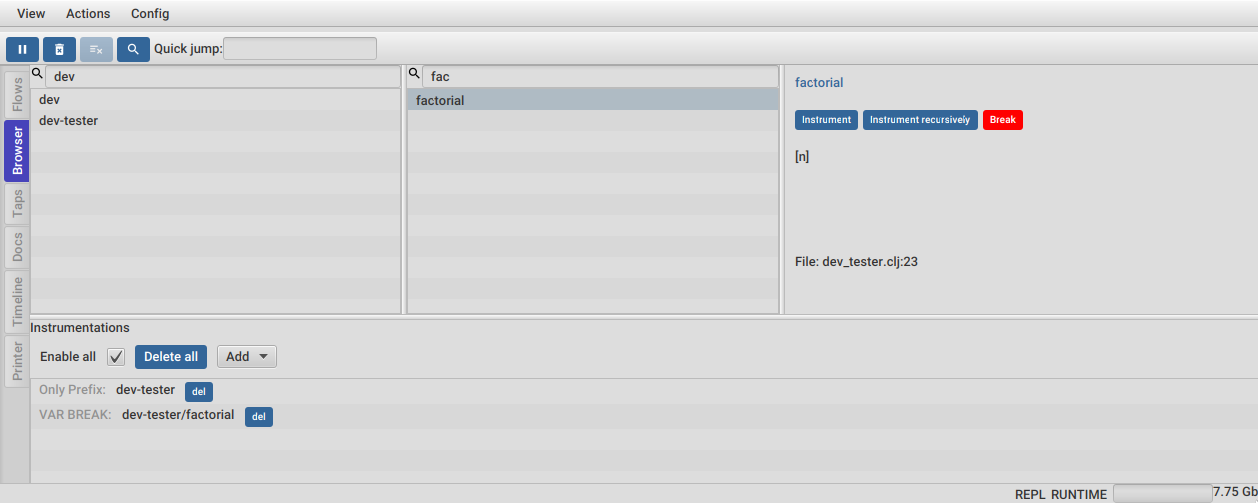 View Actions Config
Quick jump:
Flows
Browser
Taps
Docs
Timeline
Printer
dev
dev
dev-tester
fac
factorial
factorial
Instrument Instrument recursively Break
[n]
File: dev_tester.clj:23
Instrumentations
Enable all Delete all Add
Only Prefix: dev-tester del
VAR BREAK: dev-tester/factorial del
REPL RUNTIME 7.75 Gb